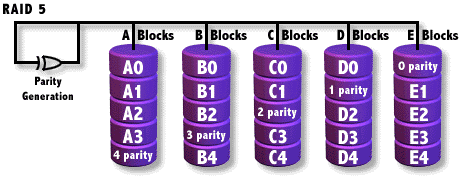 RAID 5
A Blocks B Blocks C Blocks D Blocks E Blocks
Parity
Generation
A0 B0 C0 D0 0 parity
A1 B1 C1 1 parity E1
A2 B2 2 parity D2 E2
A3 3 parity C3 D3 E3
4 parity B4 C4 D4 E4